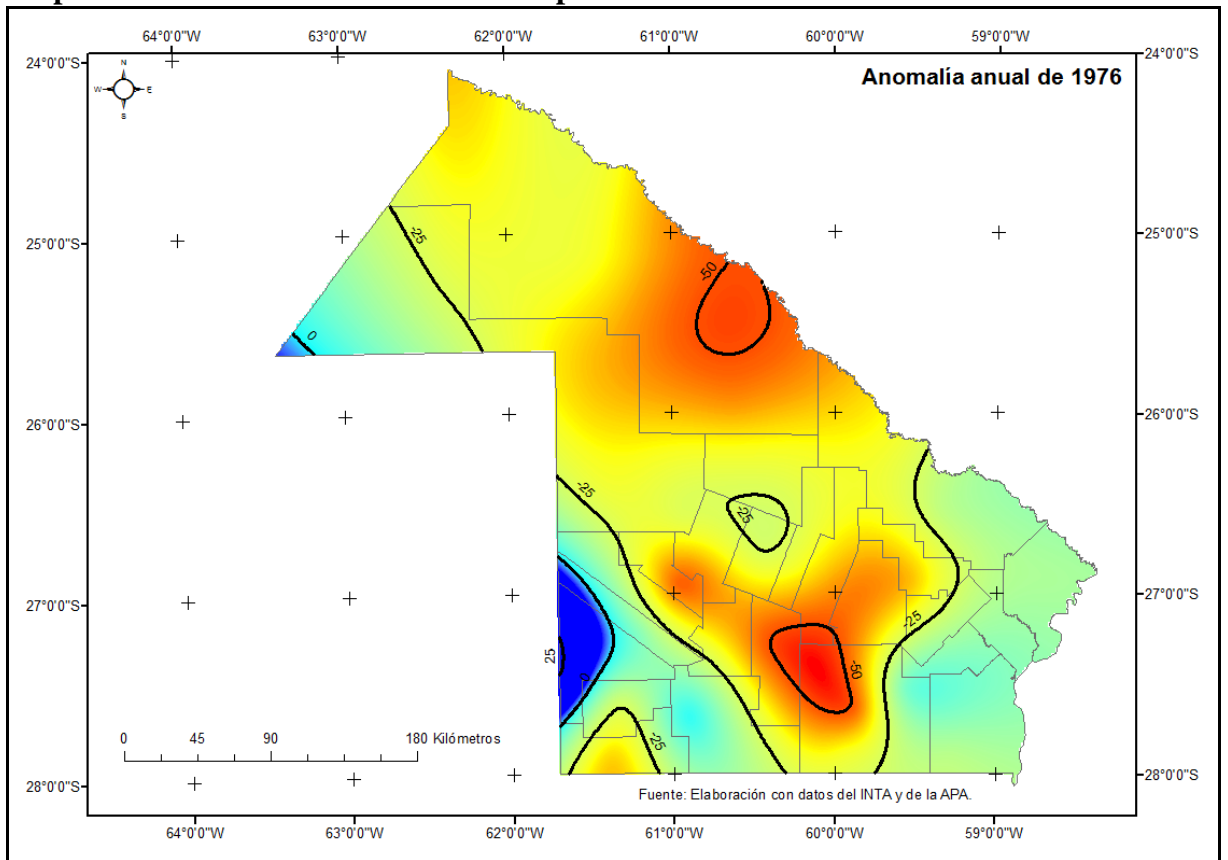 64°0'0"W 63°0'0"W 62°0'0"W 61°0'0"W 60°0'0"W 59°0'0"W
24°0'0"S 24°0'0"S
Anomalía anual de 1976
N
W E
S
25°0'0"S 25°0'0"S
-25
-50
0
26°0'0"S 26°0'0"S
-25
-25
27°0'0"S 27°0'0"S
-25
25
-50
0
-25
0 45 90 180 Kilómetros
28°0'0"S 28°0'0"S
Fuente: Elaboración con datos del INTA y de la APA.
64°0'0"W 63°0'0"W 62°0'0"W 61°0'0"W 60°0'0"W 59°0'0"W